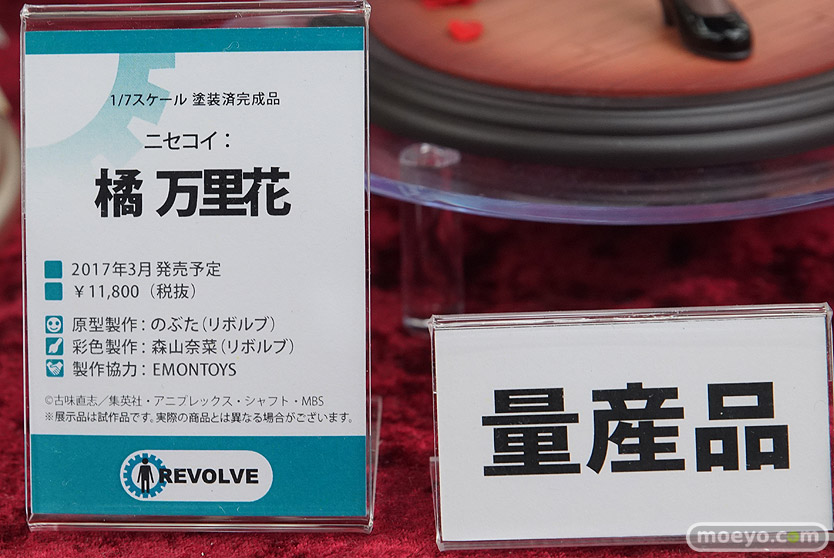 1/7スケール 塗装済完成品
ニセコイ：
橘 万里花
2017年3月発売予定
￥11,800（税抜）
原型製作：のぶた（リボルブ）
彩色製作：森山奈菜（リボルブ）
製作協力：EMONTOYS
©古味直志／集英社・アニプレックス・シャフト・MBS
※展示品は試作品です。実際の商品とは異なる場合がございます。
REVOLVE
量産品
moeyo.com